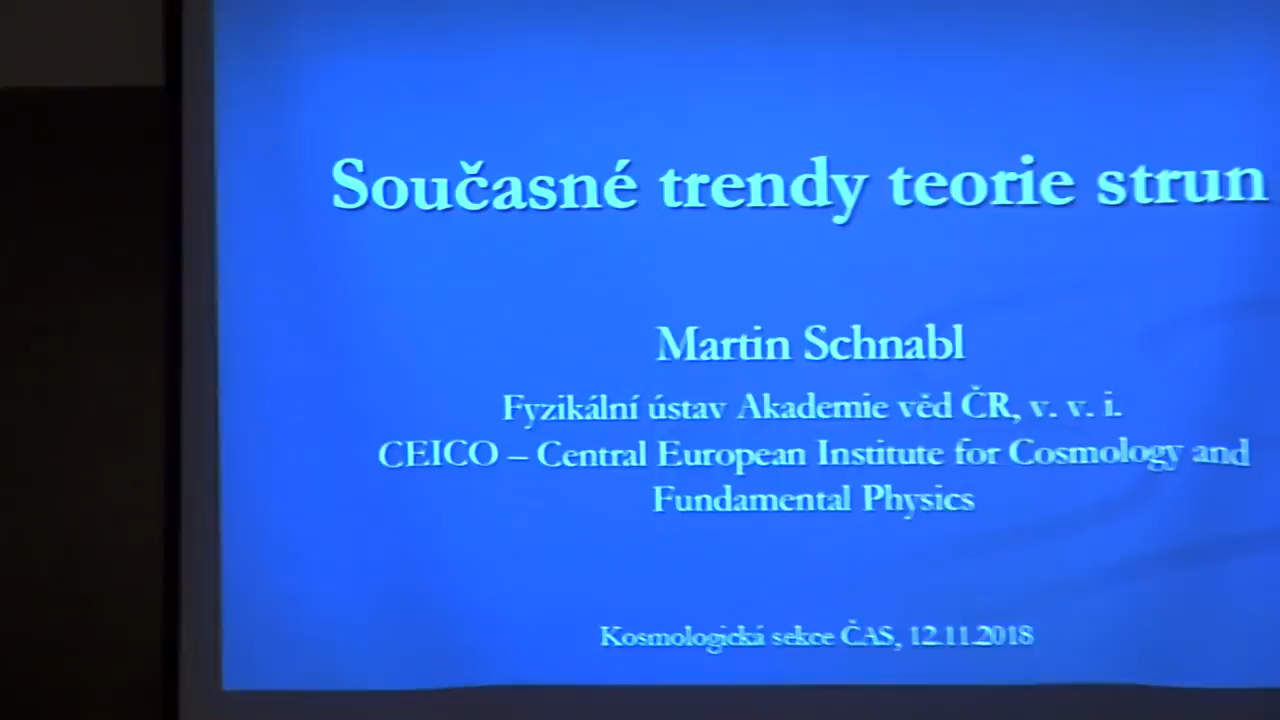 Současné trendy teorie strun
Martin Schnabl
Fyzikální ústav Akademie věd ČR, v. v. i.
CEICO – Central European Institute for Cosmology and
Fundamental Physics
Kosmologická sekce ČAS, 12.11.2018